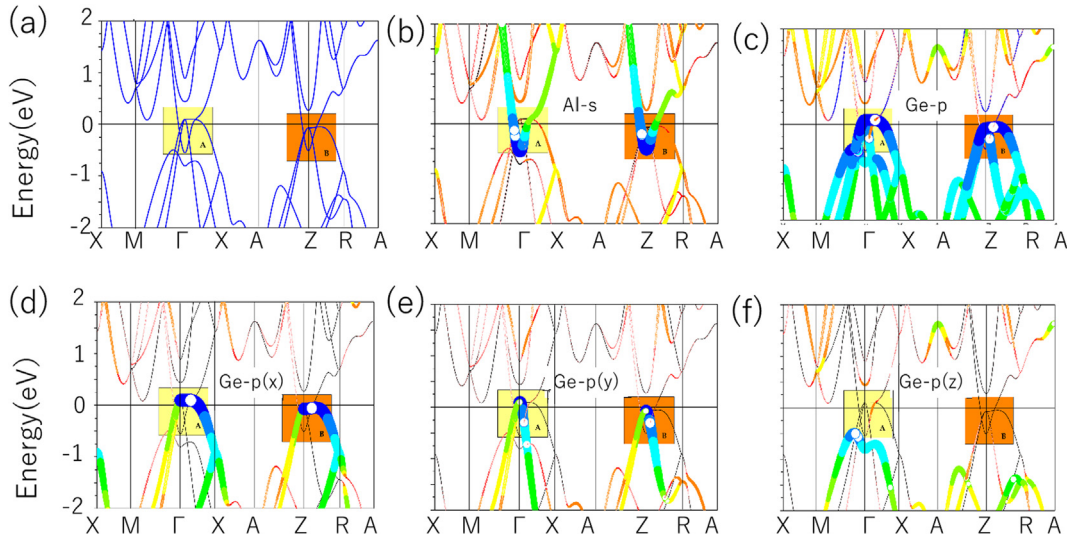 (a)
Energy(eV)
2
1
0
-1
-2
A
B
X M Γ X A Z R A
(b)
Al-s
A
B
X M Γ X A Z R A
(c)
Ge-p
A
B
X M Γ X A Z R A
(d)
Energy(eV)
2
1
0
-1
-2
Ge-p(x)
A
B
X M Γ X A Z R A
(e)
Ge-p(y)
A
B
X M Γ X A Z R A
(f)
Ge-p(z)
A
B
X M Γ X A Z R A